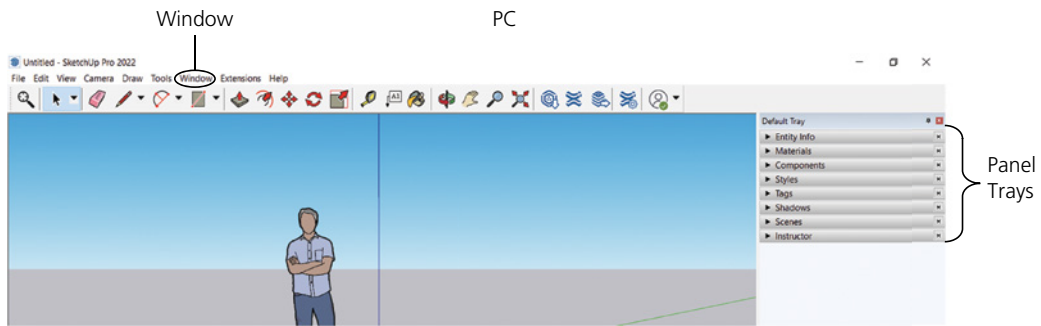 Window PC
Untitled - SketchUp Pro 2022
File Edit View Camera Draw Tools Window Extensions Help
A1
Default Tray
Entity Info
Materials
Components
Styles
Tags
Shadows
Scenes
Instructor
Panel
Trays